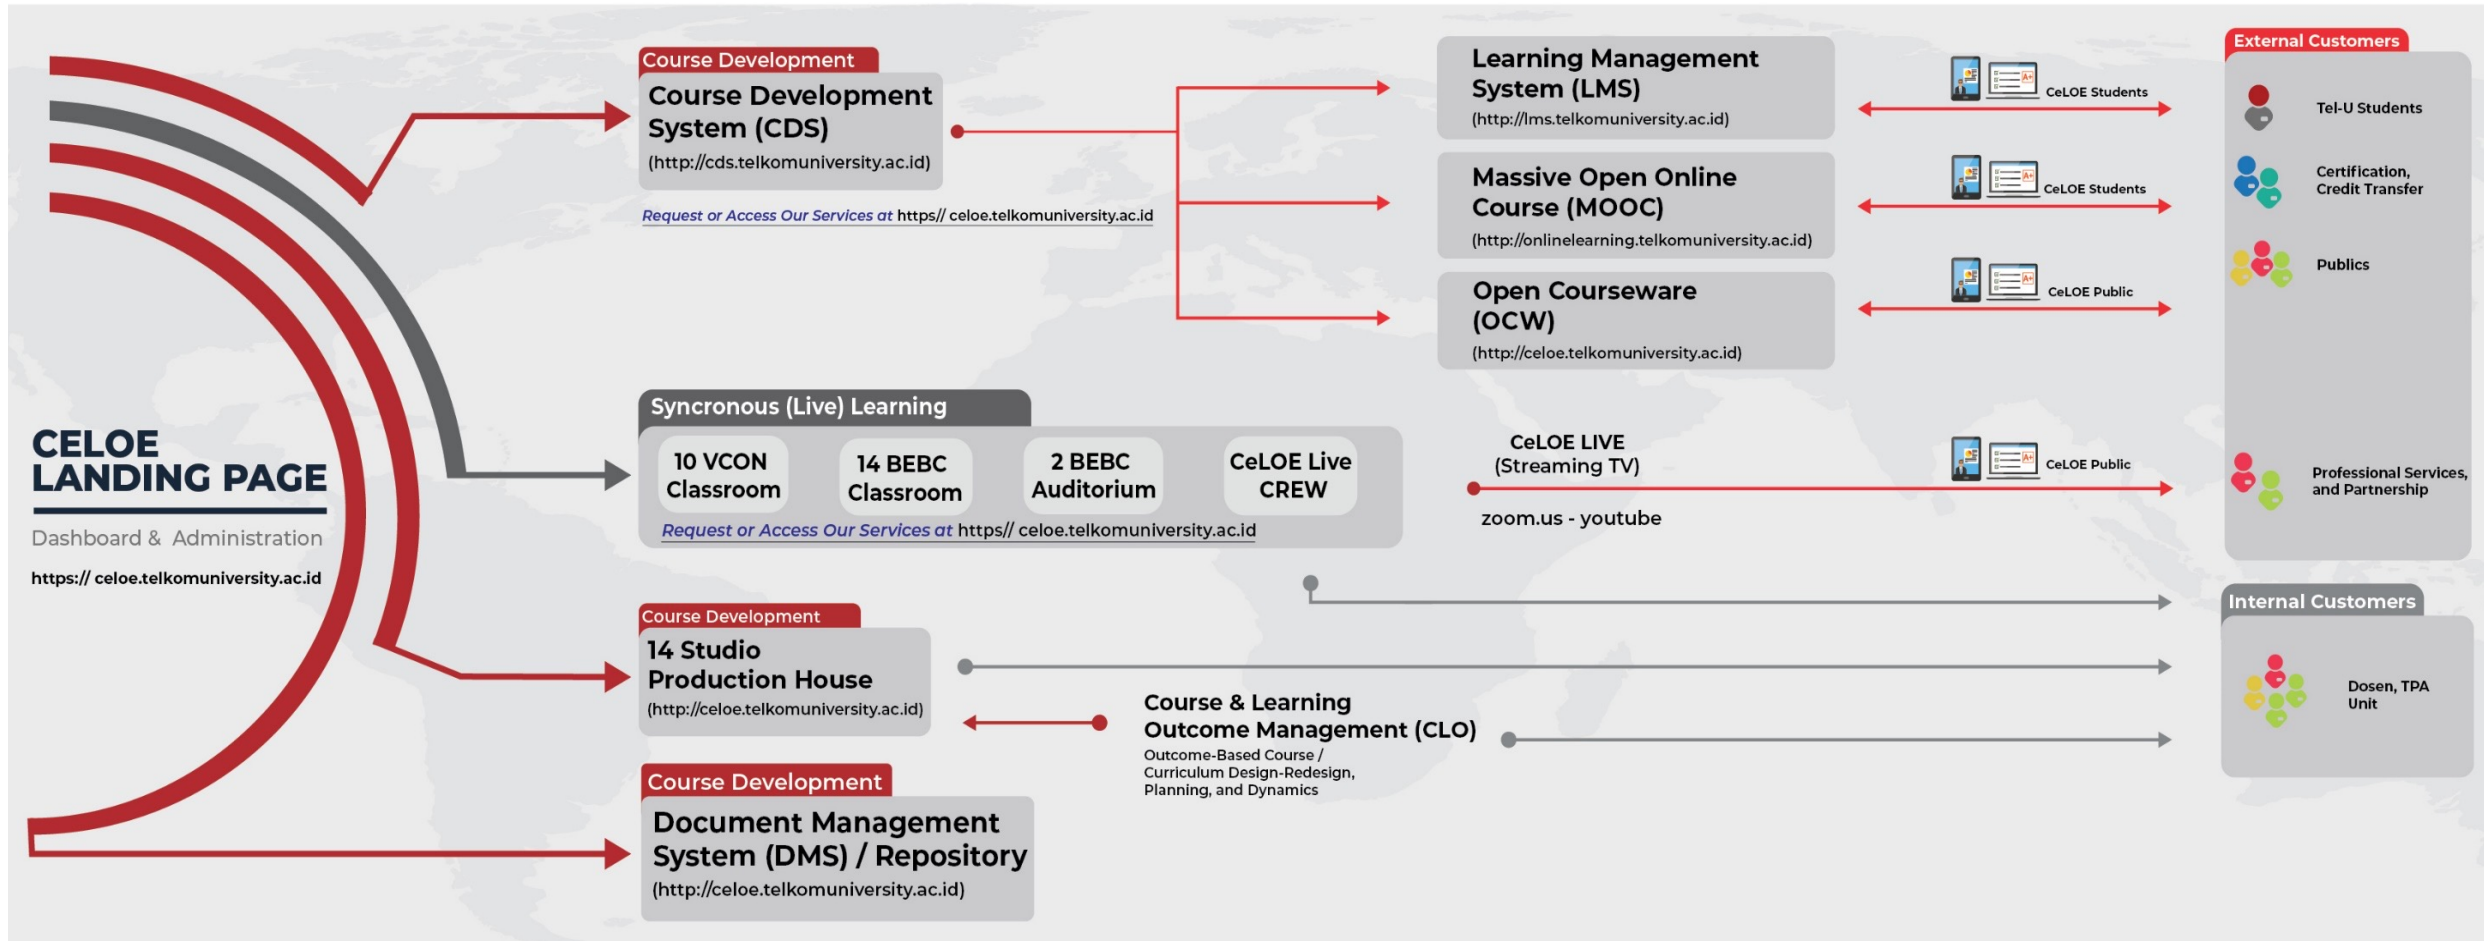 CELOE
LANDING PAGE
Dashboard & Administration
https:// celoe.telkomuniversity.ac.id
Course Development
Course Development
System (CDS)
(http://cds.telkomuniversity.ac.id)
Request or Access Our Services at https// celoe.telkomuniversity.ac.id
Learning Management
System (LMS)
(http://lms.telkomuniversity.ac.id)
CeLOE Students
Massive Open Online
Course (MOOC)
(http://onlinelearning.telkomuniversity.ac.id)
CeLOE Students
Open Courseware
(OCW)
(http://celoe.telkomuniversity.ac.id)
CeLOE Public
External Customers
Tel-U Students
Certification,
Credit Transfer
Publics
Professional Services,
and Partnership
Syncronous (Live) Learning
10 VCON
Classroom
14 BEBC
Classroom
2 BEBC
Auditorium
CeLOE Live
CREW
Request or Access Our Services at https// celoe.telkomuniversity.ac.id
CeLOE LIVE
(Streaming TV)
zoom.us - youtube
CeLOE Public
Course Development
14 Studio
Production House
(http://celoe.telkomuniversity.ac.id)
Course & Learning
Outcome Management (CLO)
Outcome-Based Course /
Curriculum Design-Redesign,
Planning, and Dynamics
Internal Customers
Dosen, TPA
Unit
Course Development
Document Management
System (DMS) / Repository
(http://celoe.telkomuniversity.ac.id)